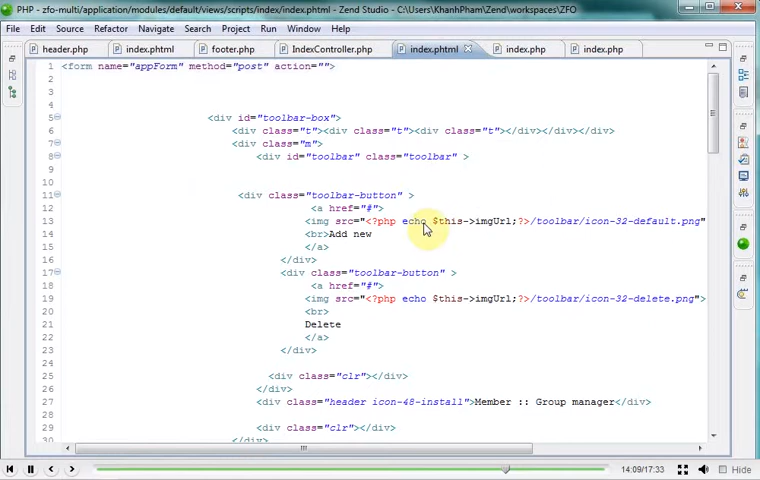 PHP - zfo-multi/application/modules/default/views/scripts/index/index.phtml - Zend Studio - C:\Users\KhanhPham\Zend\workspaces\ZFO
File Edit Source Refactor Navigate Search Project Run Window Help
header.php index.phtml footer.php IndexController.php index.phtml index.php index.php
1 <form name="appForm" method="post" action="">
2
3
4
5 <div id="toolbar-box">
6 <div class="t"><div class="t"><div class="t"></div></div></div>
7 <div class="m">
8 <div id="toolbar" class="toolbar" >
9
10
11 <div class="toolbar-button" >
12 <a href="#">
13 <img src="<?php echo $this->imgUrl;?>/toolbar/icon-32-default.png"
14 <br>Add new
15 </a>
16 </div>
17 <div class="toolbar-button" >
18 <a href="#">
19 <img src="<?php echo $this->imgUrl;?>/toolbar/icon-32-delete.png">
20 <br>
21 Delete
22 </a>
23 </div>
24
25 <div class="clr"></div>
26 </div>
27 <div class="header icon-48-install">Member :: Group manager</div>
28
29 <div class="clr"></div>
30 </div>
14:09/17:33 Hide